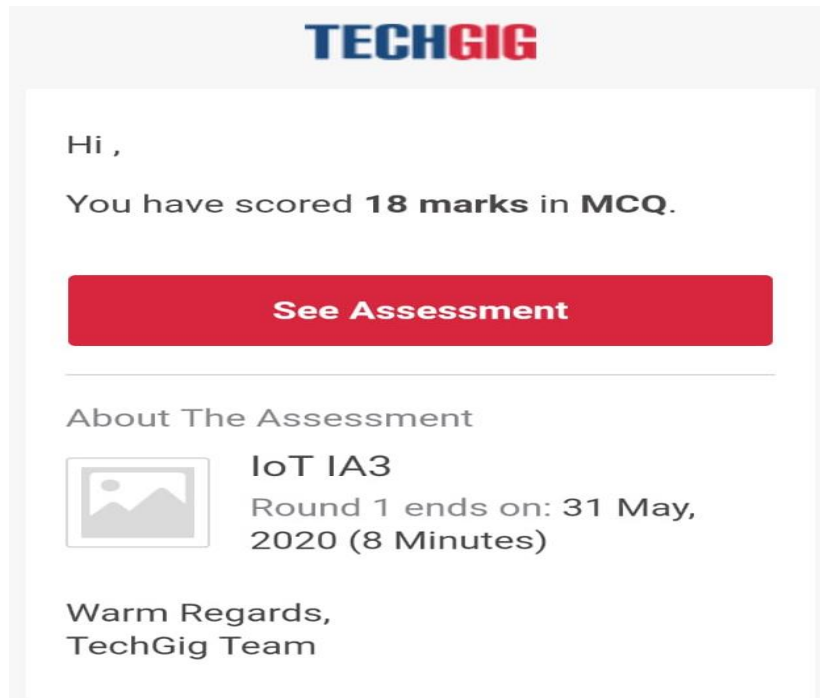 TECHGIG
Hi ,
You have scored 18 marks in MCQ.
See Assessment
About The Assessment
IoT IA3
Round 1 ends on: 31 May,
2020 (8 Minutes)
Warm Regards,
TechGig Team